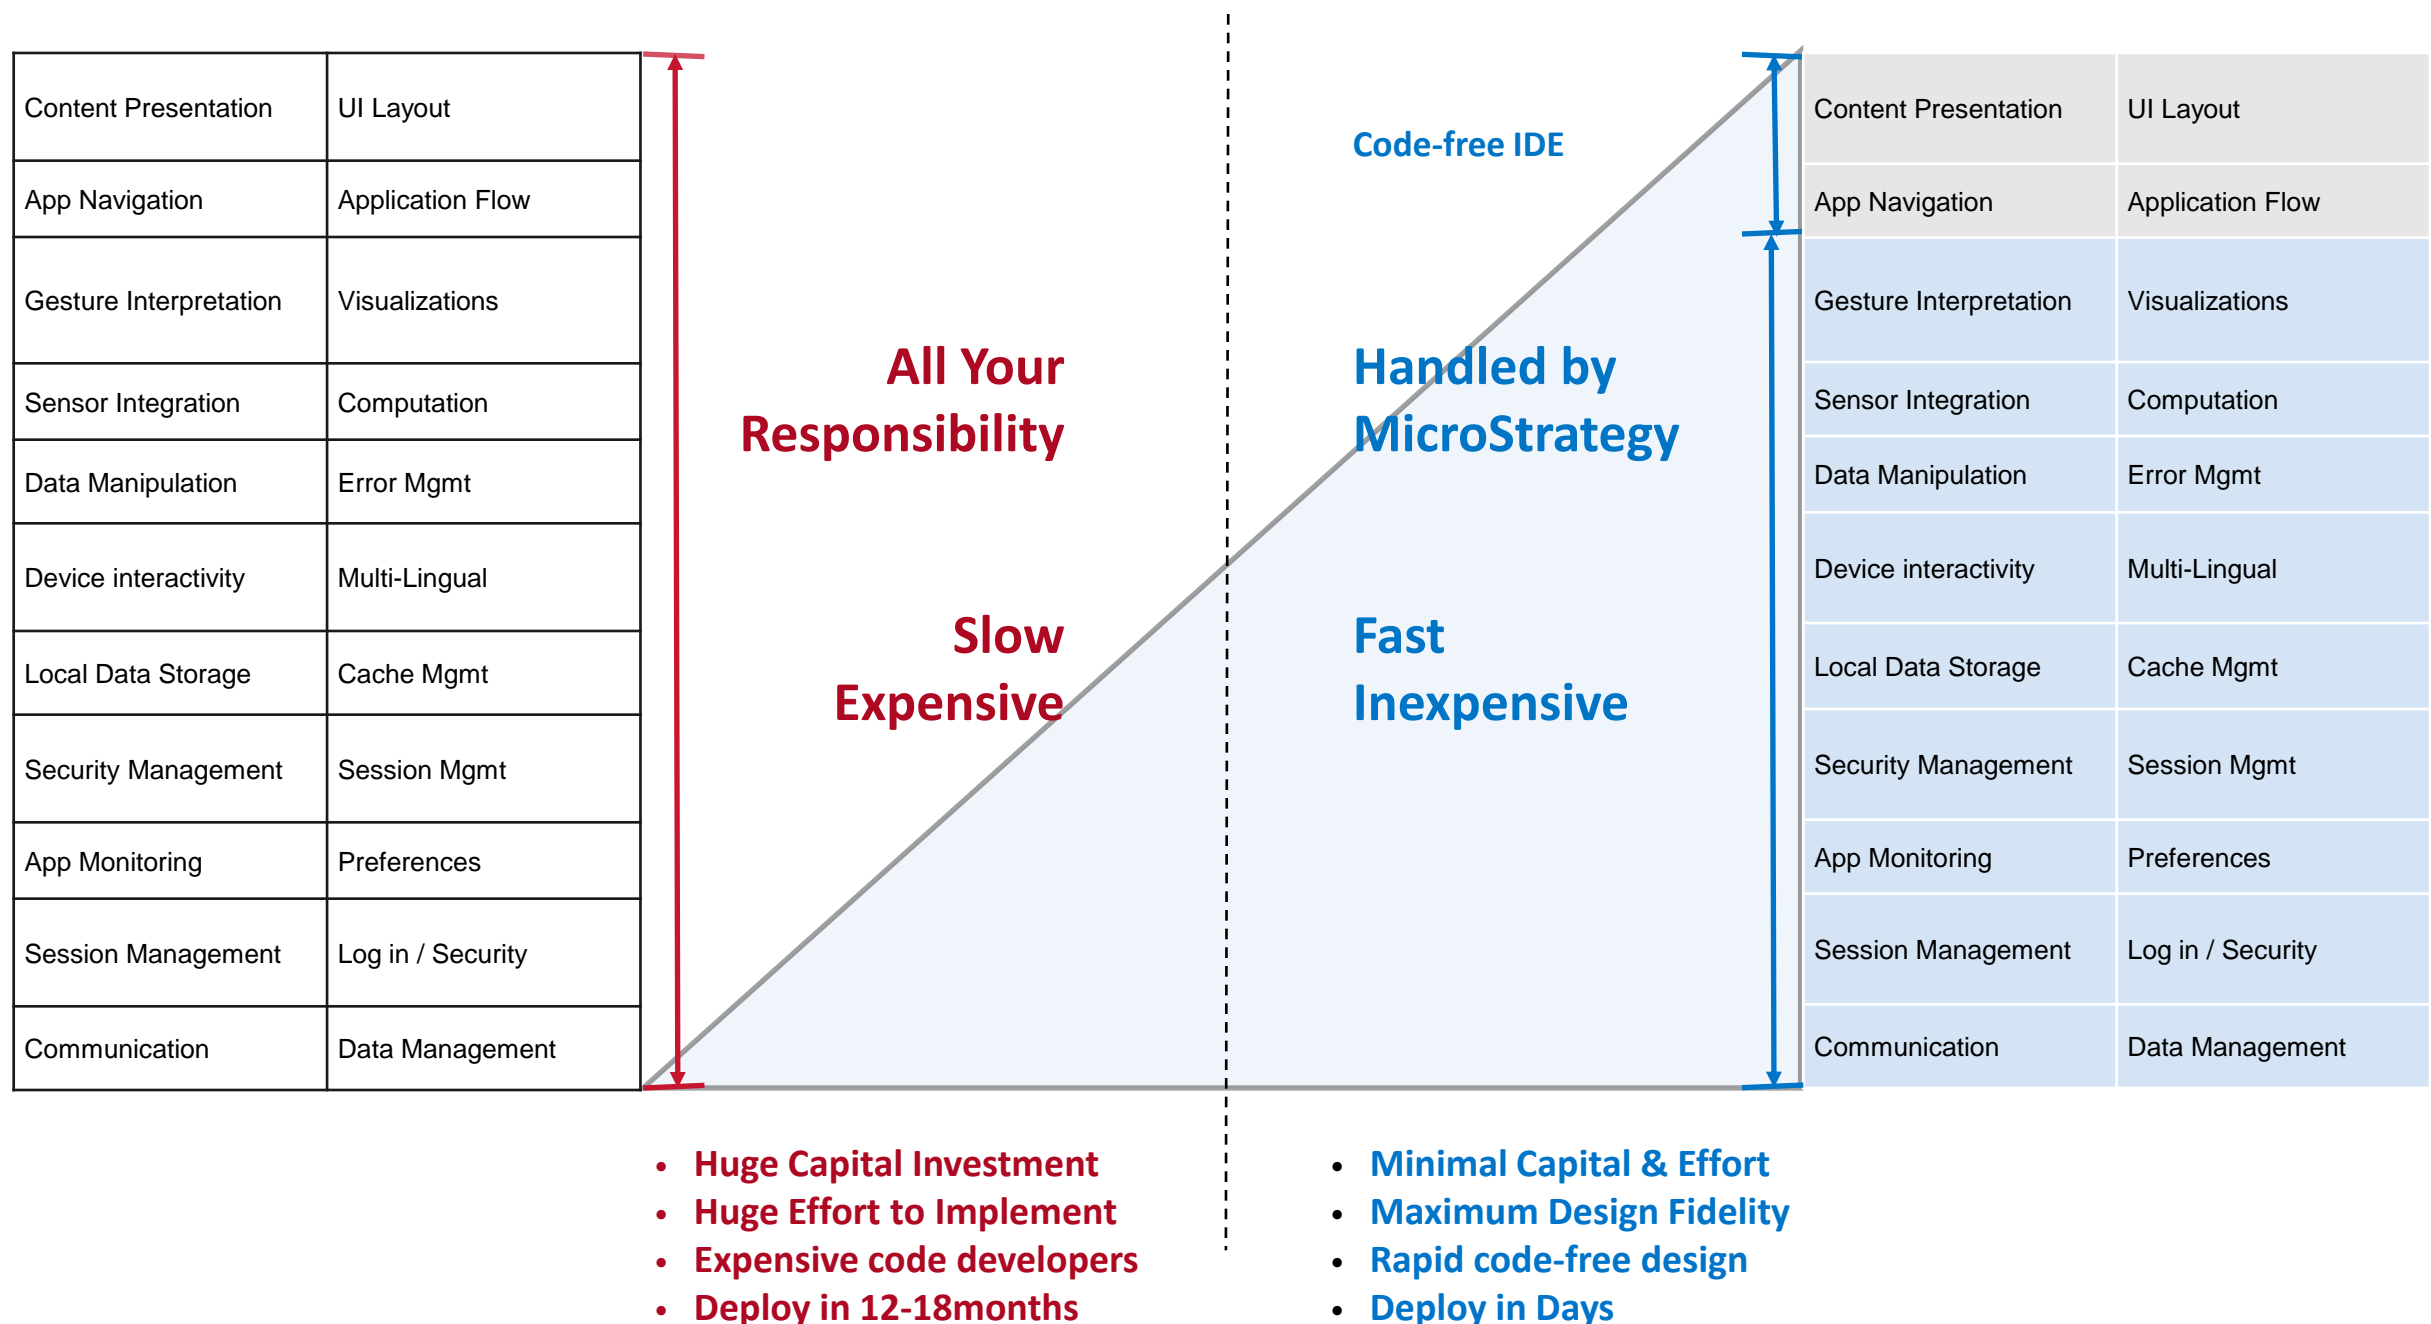 Content Presentation UI Layout
App Navigation Application Flow
Gesture Interpretation Visualizations
Sensor Integration Computation
Data Manipulation Error Mgmt
Device interactivity Multi-Lingual
Local Data Storage Cache Mgmt
Security Management Session Mgmt
App Monitoring Preferences
Session Management Log in / Security
Communication Data Management
All Your
Responsibility
Slow
Expensive
• Huge Capital Investment
• Huge Effort to Implement
• Expensive code developers
• Deploy in 12-18months
Code-free IDE
Handled by
MicroStrategy
Fast
Inexpensive
• Minimal Capital & Effort
• Maximum Design Fidelity
• Rapid code-free design
• Deploy in Days
Content Presentation UI Layout
App Navigation Application Flow
Gesture Interpretation Visualizations
Sensor Integration Computation
Data Manipulation Error Mgmt
Device interactivity Multi-Lingual
Local Data Storage Cache Mgmt
Security Management Session Mgmt
App Monitoring Preferences
Session Management Log in / Security
Communication Data Management